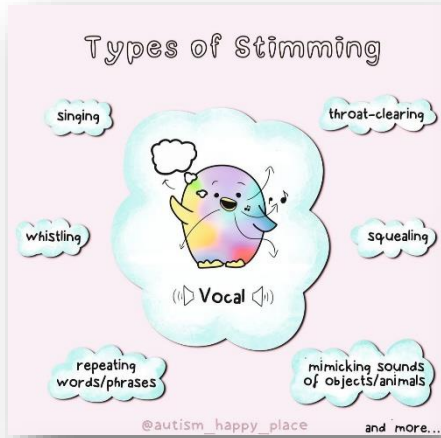 Types of Stimming
singing
throat-clearing
whistling
squealing
Vocal
repeating
words/phrases
mimicking sounds
of objects/animals
@autism_happy_place
and more...